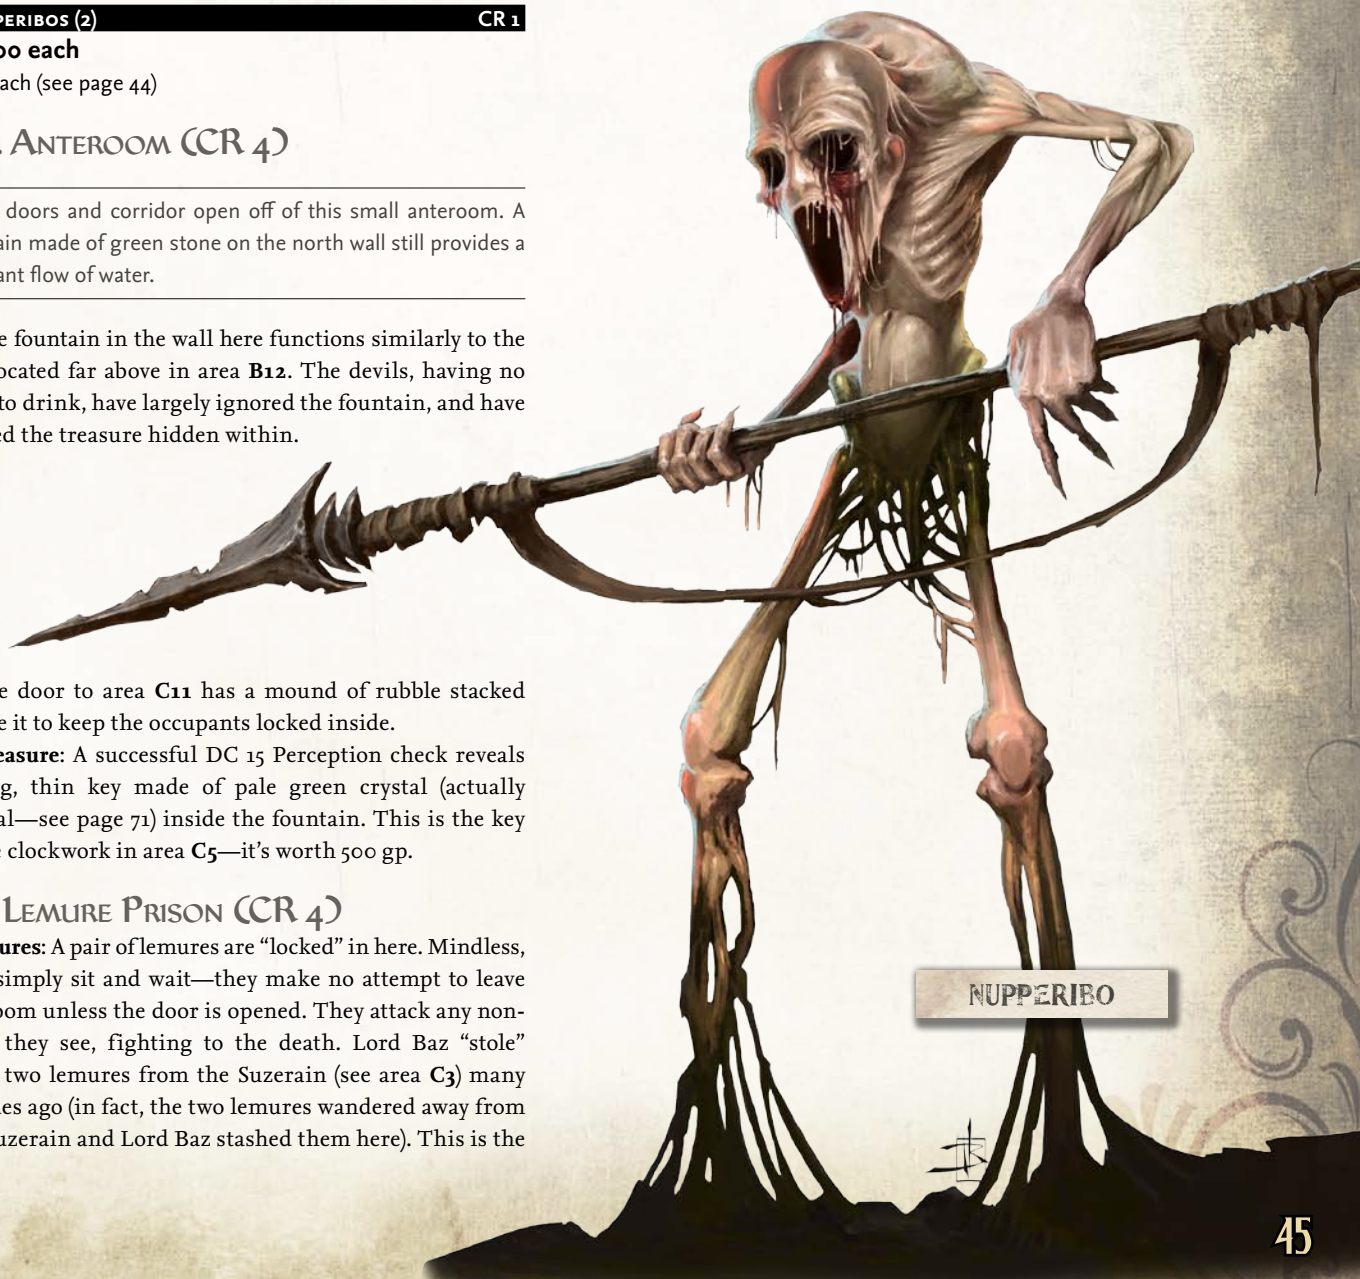 PERIBOS (2) CR 1
00 each
ach (see page 44)
. Anteroom (CR 4)
doors and corridor open off of this small anteroom. A
ain made of green stone on the north wall still provides a
ant flow of water.
e fountain in the wall here functions similarly to the
ocated far above in area B12. The devils, having no
to drink, have largely ignored the fountain, and have
ed the treasure hidden within.
e door to area C11 has a mound of rubble stacked
e it to keep the occupants locked inside.
easure: A successful DC 15 Perception check reveals
g, thin key made of pale green crystal (actually
al—see page 71) inside the fountain. This is the key
e clockwork in area C5—it's worth 500 gp.
Lemure Prison (CR 4)
ures: A pair of lemures are “locked” in here. Mindless,
simply sit and wait—they make no attempt to leave
oom unless the door is opened. They attack any non-
they see, fighting to the death. Lord Baz “stole”
two lemures from the Suzerain (see area C3) many
es ago (in fact, the two lemures wandered away from
uzerain and Lord Baz stashed them here). This is the
NUPPERIBO
45